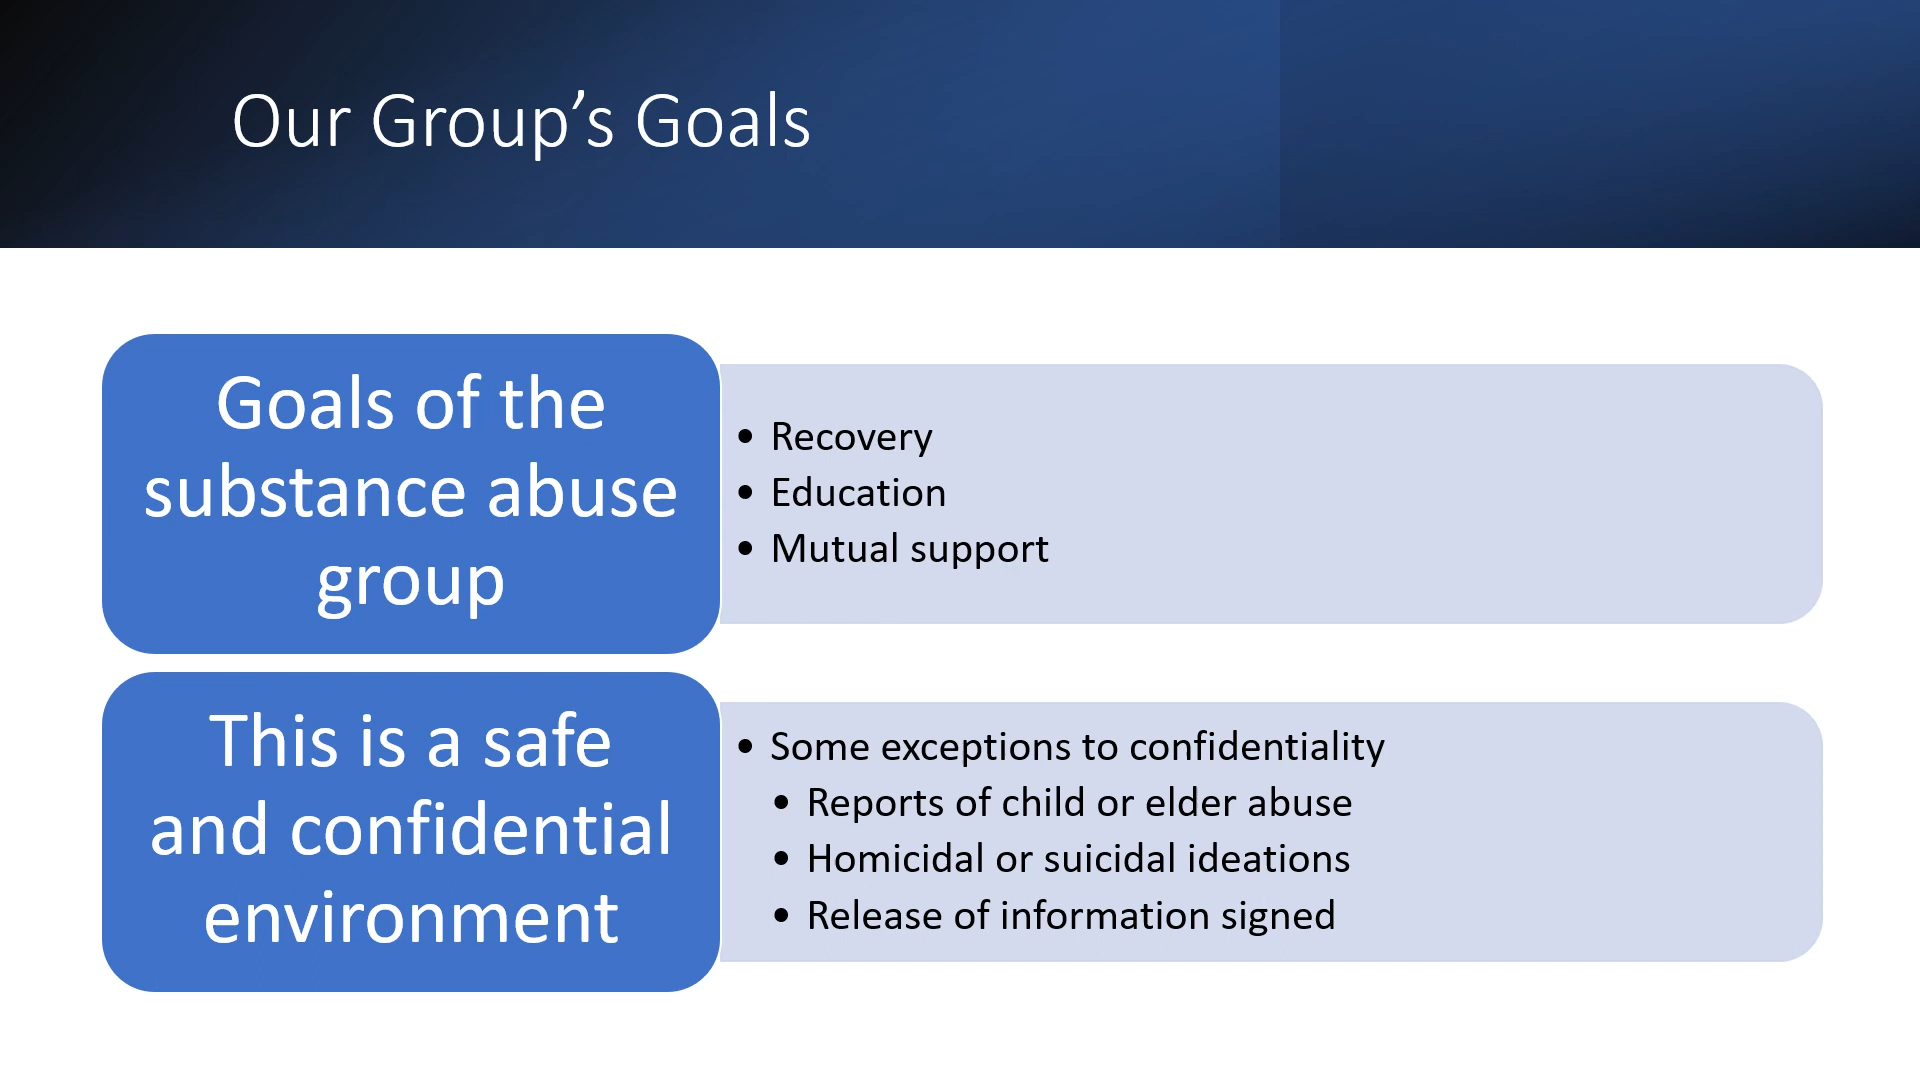 Our Group’s Goals
Goals of the
substance abuse
group
• Recovery
• Education
• Mutual support
This is a safe
and confidential
environment
• Some exceptions to confidentiality
• Reports of child or elder abuse
• Homicidal or suicidal ideations
• Release of information signed